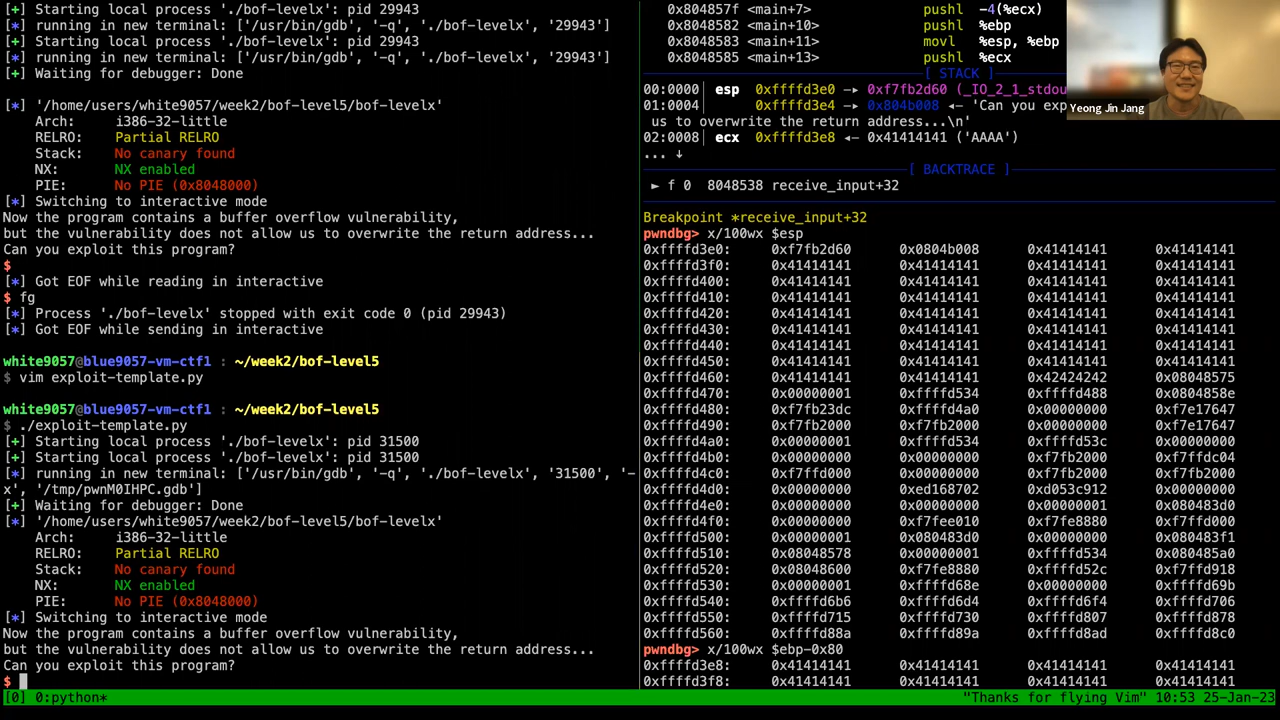 [+] Starting local process './bof-levelx': pid 29943
[*] running in new terminal: ['/usr/bin/gdb', '-q', './bof-levelx', '29943']
[+] Starting local process './bof-levelx': pid 29943
[*] running in new terminal: ['/usr/bin/gdb', '-q', './bof-levelx', '29943']
[+] Waiting for debugger: Done
[*] '/home/users/white9057/week2/bof-level5/bof-levelx'
Arch: i386-32-little
RELRO: Partial RELRO
Stack: No canary found
NX: NX enabled
PIE: No PIE (0x8048000)
[*] Switching to interactive mode
Now the program contains a buffer overflow vulnerability,
but the vulnerability does not allow us to overwrite the return address...
Can you exploit this program?
$
[*] Got EOF while reading in interactive
$ fg
[*] Process './bof-levelx' stopped with exit code 0 (pid 29943)
[*] Got EOF while sending in interactive
white9057@blue9057-vm-ctf1 : ~/week2/bof-level5
$ vim exploit-template.py
white9057@blue9057-vm-ctf1 : ~/week2/bof-level5
$ ./exploit-template.py
[+] Starting local process './bof-levelx': pid 31500
[+] Starting local process './bof-levelx': pid 31500
[*] running in new terminal: ['/usr/bin/gdb', '-q', './bof-levelx', '31500', '-
x', '/tmp/pwnM0IHPC.gdb']
[+] Waiting for debugger: Done
[*] '/home/users/white9057/week2/bof-level5/bof-levelx'
Arch: i386-32-little
RELRO: Partial RELRO
Stack: No canary found
NX: NX enabled
PIE: No PIE (0x8048000)
[*] Switching to interactive mode
Now the program contains a buffer overflow vulnerability,
but the vulnerability does not allow us to overwrite the return address...
Can you exploit this program?
$
0x804857f <main+7> pushl -4(%ecx)
0x8048582 <main+10> pushl %ebp
0x8048583 <main+11> movl %esp, %ebp
0x8048585 <main+13> pushl %ecx
[ STACK ]
00:0000│ esp 0xffffd3e0 —▸ 0xf7fb2d60 (_IO_2_1_stdou
01:0004│ 0xffffd3e4 —▸ 0x804b008 ◂— 'Can you exp
us to overwrite the return address...\n'
02:0008│ ecx 0xffffd3e8 ◂— 0x41414141 ('AAAA')
... ↓
[ BACKTRACE ]
► f 0 8048538 receive_input+32
Breakpoint *receive_input+32
pwndbg> x/100wx $esp
0xffffd3e0: 0xf7fb2d60 0x0804b008 0x41414141 0x41414141
0xffffd3f0: 0x41414141 0x41414141 0x41414141 0x41414141
0xffffd400: 0x41414141 0x41414141 0x41414141 0x41414141
0xffffd410: 0x41414141 0x41414141 0x41414141 0x41414141
0xffffd420: 0x41414141 0x41414141 0x41414141 0x41414141
0xffffd430: 0x41414141 0x41414141 0x41414141 0x41414141
0xffffd440: 0x41414141 0x41414141 0x41414141 0x41414141
0xffffd450: 0x41414141 0x41414141 0x41414141 0x41414141
0xffffd460: 0x41414141 0x41414141 0x42424242 0x08048575
0xffffd470: 0x00000001 0xffffd534 0xffffd488 0x0804858e
0xffffd480: 0xf7fb23dc 0xffffd4a0 0x00000000 0xf7e17647
0xffffd490: 0xf7fb2000 0xf7fb2000 0x00000000 0xf7e17647
0xffffd4a0: 0x00000001 0xffffd534 0xffffd53c 0x00000000
0xffffd4b0: 0x00000000 0x00000000 0xf7fb2000 0xf7ffdc04
0xffffd4c0: 0xf7ffd000 0x00000000 0xf7fb2000 0xf7fb2000
0xffffd4d0: 0x00000000 0xed168702 0xd053c912 0x00000000
0xffffd4e0: 0x00000000 0x00000000 0x00000001 0x080483d0
0xffffd4f0: 0x00000000 0xf7fee010 0xf7fe8880 0xf7ffd000
0xffffd500: 0x00000001 0x080483d0 0x00000000 0x080483f1
0xffffd510: 0x08048578 0x00000001 0xffffd534 0x080485a0
0xffffd520: 0x08048600 0xf7fe8880 0xffffd52c 0xf7ffd918
0xffffd530: 0x00000001 0xffffd68e 0x00000000 0xffffd69b
0xffffd540: 0xffffd6b6 0xffffd6d4 0xffffd6f4 0xffffd706
0xffffd550: 0xffffd715 0xffffd730 0xffffd807 0xffffd878
0xffffd560: 0xffffd88a 0xffffd89a 0xffffd8ad 0xffffd8c0
pwndbg> x/100wx $ebp-0x80
0xffffd3e8: 0x41414141 0x41414141 0x41414141 0x41414141
0xffffd3f8: 0x41414141 0x41414141 0x41414141 0x41414141
Yeong Jin Jang
[0] 0:python* "Thanks for flying Vim" 10:53 25-Jan-23